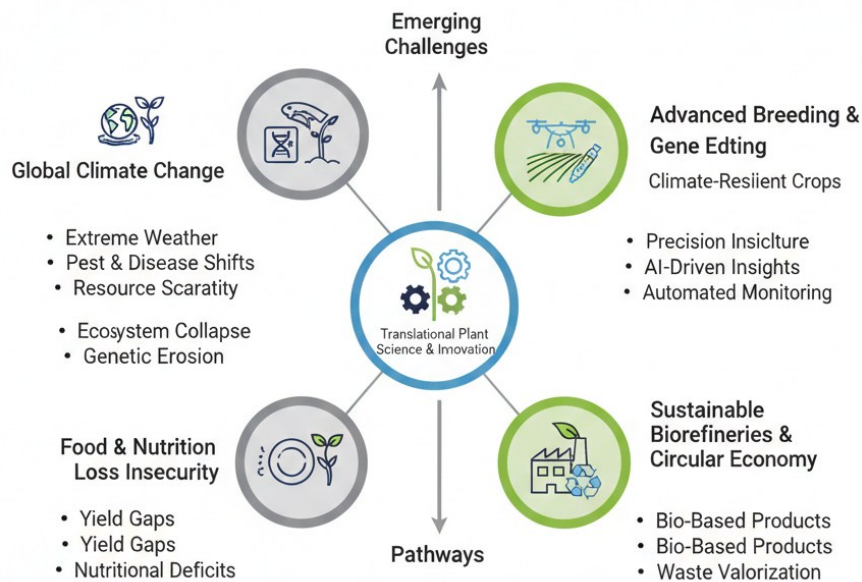 Emerging
Challenges
Global Climate Change
• Extreme Weather
• Pest & Disease Shifts
• Resource Scaratity
• Ecosystem Collapse
• Genetic Erosion
Advanced Breeding &
Gene Edting
Climate-Resiient Crops
• Precision Insiclture
• AI-Driven Insights
• Automated Monitoring
Translational Plant
Science & Inovation
Food & Nutrition
Loss Insecurity
• Yield Gaps
• Yield Gaps
• Nutritional Deficits
Sustainable
Biorefineries &
Circular Economy
• Bio-Based Products
• Bio-Based Products
• Waste Valorization
Pathways